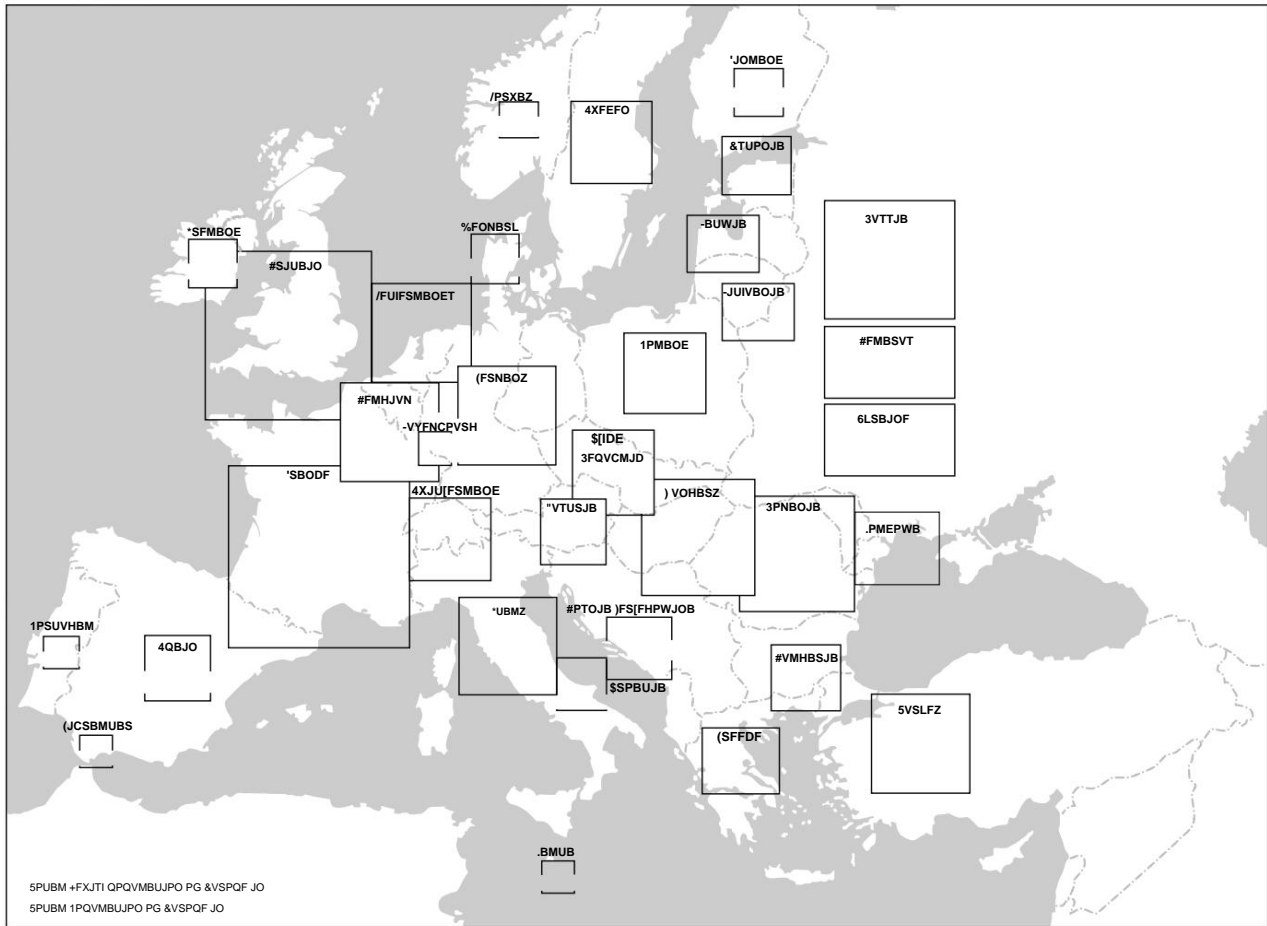 'JOMBOE
/PSXBZ
4XFEFO
&TUPOJB
3VTTJB
*SFMBOE
%FONBSL
-BUWJB
#SJUBJO
/FUIFSMBOET
-JUIVBOJB
1PMBOE
#FMBSVT
(FSNBOZ
#FMHJVN
6LSBJOF
-VYFNCPVSH
$[IDE
3FQVCMJD
'SBODF
4XJU[FSMBOE
) VOHBSZ
"VTUSJB
3PNBOJB
.PMEPWB
*UBMZ
#PTOJB )FS[FHPWJOB
1PSUVHBM
4QBJO
#VMHBSJB
$SPBUJB
5VSLFZ
(JCSBMUBS
(SFFDF
.BMUB
5PUBM +FXJTI QPQVMBUJPO PG &VSPQF JO
5PUBM 1PQVMBUJPO PG &VSPQF JO